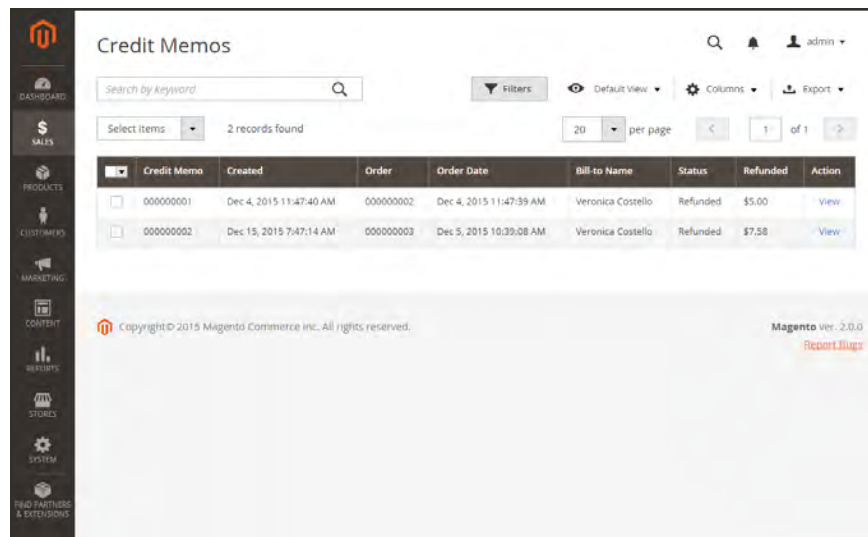 Credit Memos
admin
Search by keyword
Filters
Default View
Columns
Export
Select Items
2 records found
20 per page
1 of 1
Credit Memo Created Order Order Date Bill-to Name Status Refunded Action
000000001 Dec 4, 2015 11:47:40 AM 000000002 Dec 4, 2015 11:47:39 AM Veronica Costello Refunded $5.00 View
000000002 Dec 15, 2015 7:47:14 AM 000000003 Dec 5, 2015 10:39:08 AM Veronica Costello Refunded $7.58 View
Copyright© 2015 Magento Commerce Inc. All rights reserved.
Magento ver. 2.0.0
Report Bugs
DASHBOARD
$
SALES
PRODUCTS
CUSTOMERS
MARKETING
CONTENT
REPORTS
STORES
SYSTEM
FIND PARTNERS
& EXTENSIONS